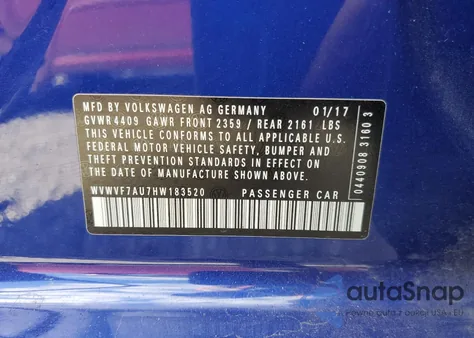 MFD BY VOLKSWAGEN AG GERMANY 01/17
GVWR 4409 GAWR FRONT 2359 / REAR 2161 LBS
THIS VEHICLE CONFORMS TO ALL APPLICABLE U.S.
FEDERAL MOTOR VEHICLE SAFETY, BUMPER AND
THEFT PREVENTION STANDARDS IN EFFECT ON
THE DATE OF MANUFACTURE SHOWN ABOVE.
WVWVF7AU7HW183520 PASSENGER CAR
0440908 3160 3
autoSnap